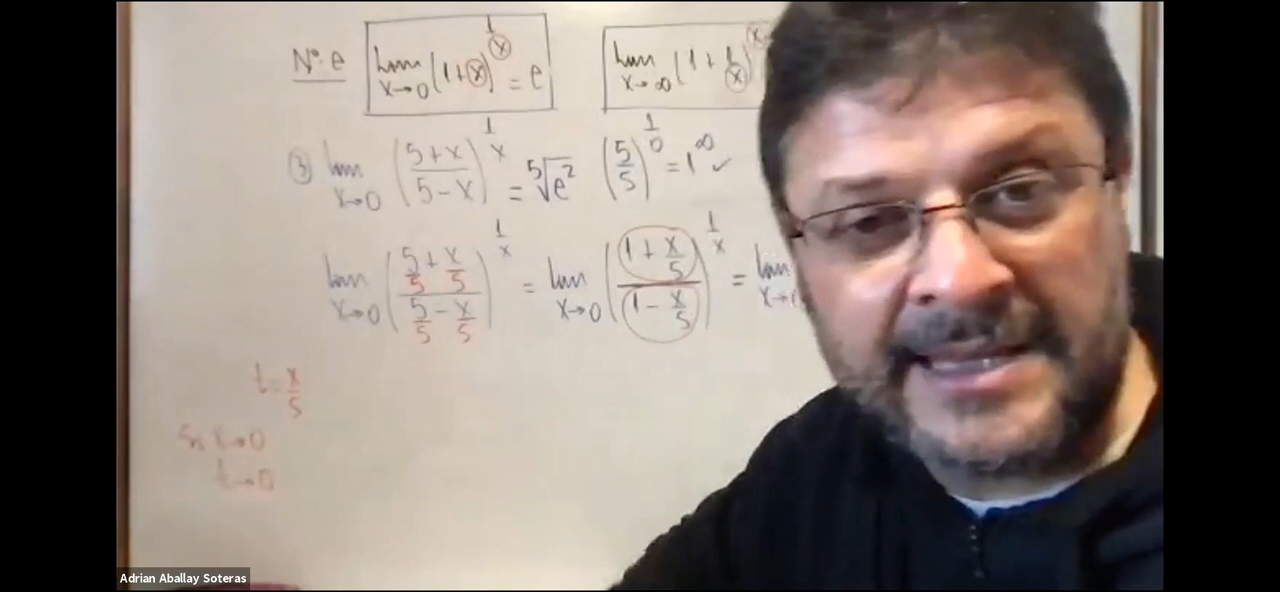 Nº e lim x→0 (1+x)^(1/x) = e lim x→∞ (1 + 1/x)^x
③ lim x→0 ((5+x)/(5-x))^(1/x) = ⁵√e² (5/5)^(1/0) = 1^∞ ✓
lim x→0 ((5/5 + x/5)/(5/5 - x/5))^(1/x) = lim x→0 ((1 + x/5)/(1 - x/5))^(1/x) = lim x→0
t = x/5
Si x→0
t→0
Adrian Aballay Soteras